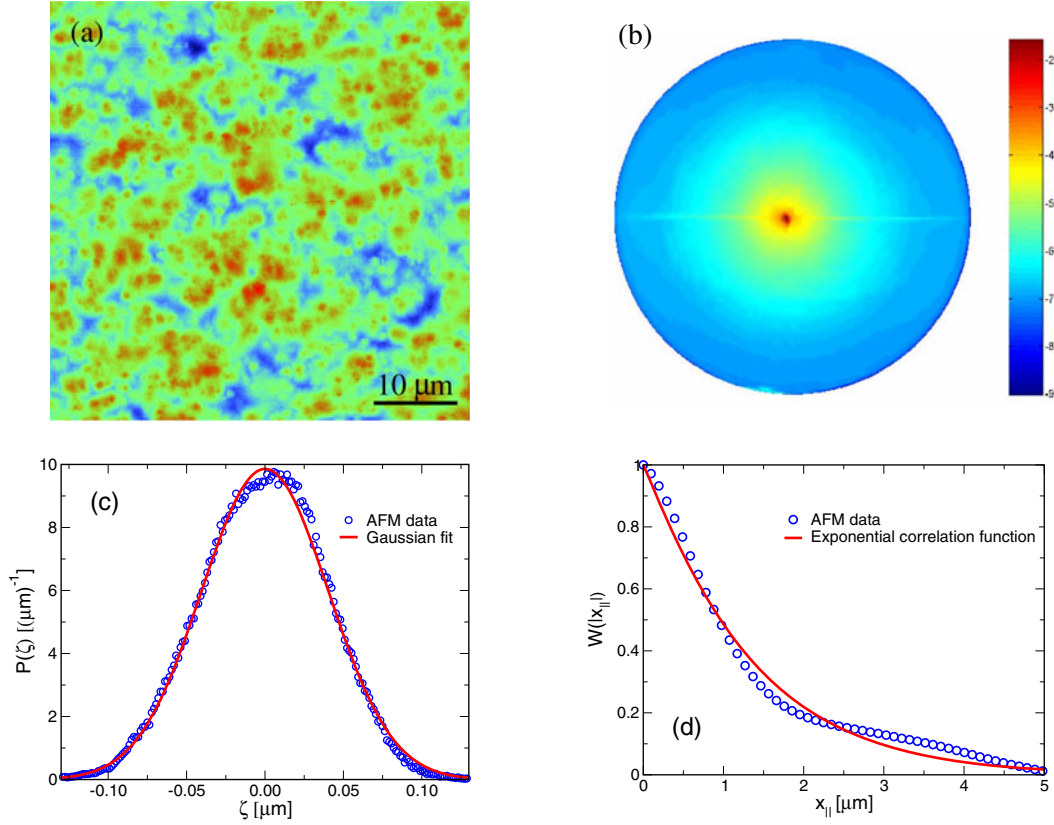 (a)
10 μm
(b)
-2
-3
-4
-5
-6
-7
-8
-9
(c)
10
8
6
4
2
0
P(ζ) [(μm)⁻¹]
AFM data
Gaussian fit
-0.10
-0.05
0.00
0.05
0.10
ζ [μm]
1
0.8
0.6
0.4
0.2
0
W(|x||||)
AFM data
Exponential correlation function
(d)
0
1
2
3
4
5
x|| [μm]